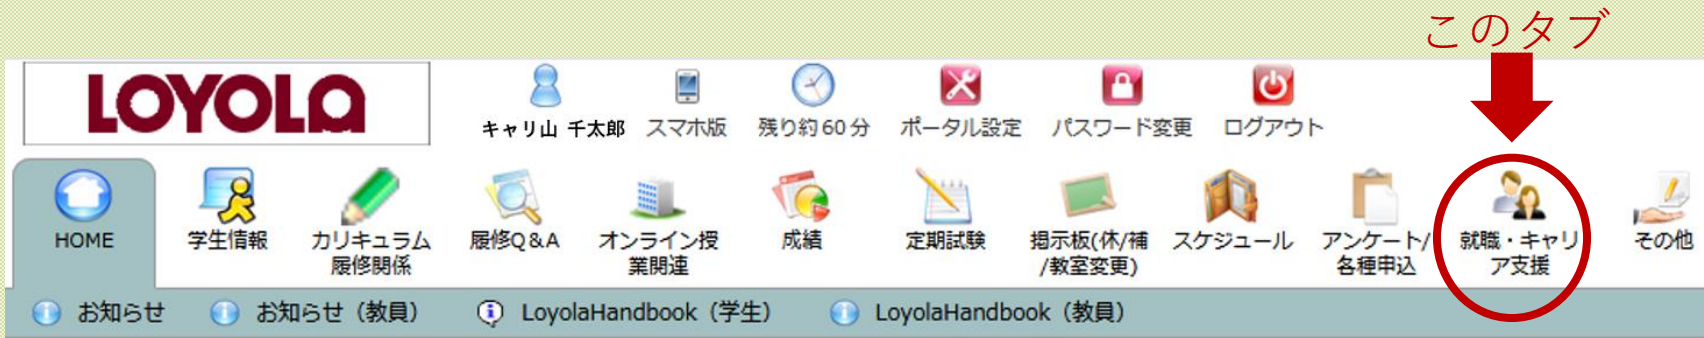 このタブ
LOYOLA
キャリ山 千太郎 スマホ版 残り約60分 ポータル設定 パスワード変更 ログアウト
HOME 学生情報 カリキュラム 履修Q&A オンライン授 成績 定期試験 掲示板(休/補 スケジュール アンケート/ 就職・キャリ その他
履修関係 業関連 /教室変更) 各種申込 ア支援
お知らせ お知らせ（教員） LoyolaHandbook（学生） LoyolaHandbook（教員）